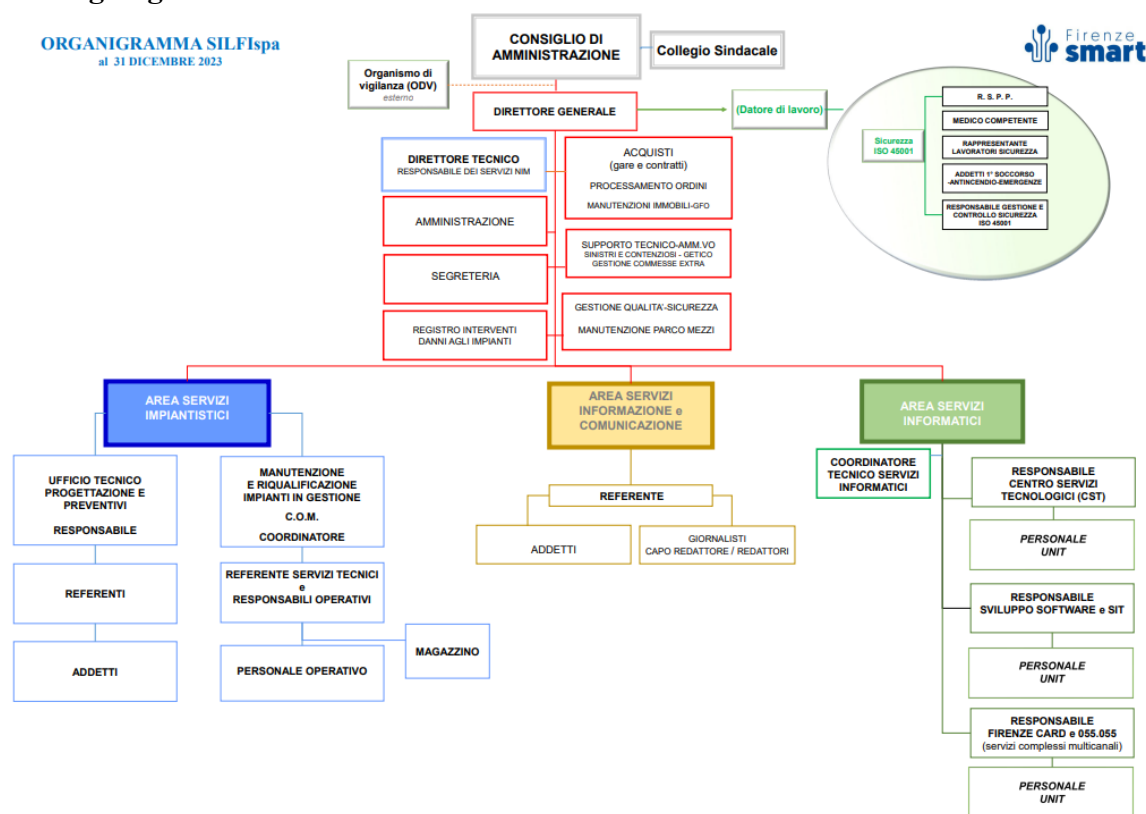 ORGANIGRAMMA SILFIspa
al 31 DICEMBRE 2023
CONSIGLIO DI
AMMINISTRAZIONE
Collegio Sindacale
Firenze
smart
Organismo di
vigilanza (ODV)
esterno
DIRETTORE GENERALE
(Datore di lavoro)
Sicurezza
ISO 45001
R. S. P. P.
MEDICO COMPETENTE
RAPPRESENTANTE
LAVORATORI SICUREZZA
ADDETTI 1° SOCCORSO
-ANTINCENDIO-EMERGENZE
RESPONSABILE GESTIONE E
CONTROLLO SICUREZZA
ISO 45001
DIRETTORE TECNICO
RESPONSABILE DEI SERVIZI NIM
ACQUISTI
(gare e contratti)
PROCESSAMENTO ORDINI
MANUTENZIONI IMMOBILI-GFO
AMMINISTRAZIONE
SUPPORTO TECNICO-AMM.VO
SINISTRI E CONTENZIOSI - GETICO
GESTIONE COMMESSE EXTRA
SEGRETERIA
GESTIONE QUALITA'-SICUREZZA
MANUTENZIONE PARCO MEZZI
REGISTRO INTERVENTI
DANNI AGLI IMPIANTI
AREA SERVIZI
IMPIANTISTICI
AREA SERVIZI
INFORMAZIONE e
COMUNICAZIONE
AREA SERVIZI
INFORMATICI
UFFICIO TECNICO
PROGETTAZIONE E
PREVENTIVI
RESPONSABILE
REFERENTI
ADDETTI
MANUTENZIONE
E RIQUALIFICAZIONE
IMPIANTI IN GESTIONE
C.O.M.
COORDINATORE
REFERENTE SERVIZI TECNICI
e
RESPONSABILI OPERATIVI
MAGAZZINO
PERSONALE OPERATIVO
REFERENTE
ADDETTI
GIORNALISTI
CAPO REDATTORE / REDATTORI
COORDINATORE
TECNICO SERVIZI
INFORMATICI
RESPONSABILE
CENTRO SERVIZI
TECNOLOGICI (CST)
PERSONALE
UNIT
RESPONSABILE
SVILUPPO SOFTWARE e SIT
PERSONALE
UNIT
RESPONSABILE
FIRENZE CARD e 055.055
(servizi complessi multicanali)
PERSONALE
UNIT